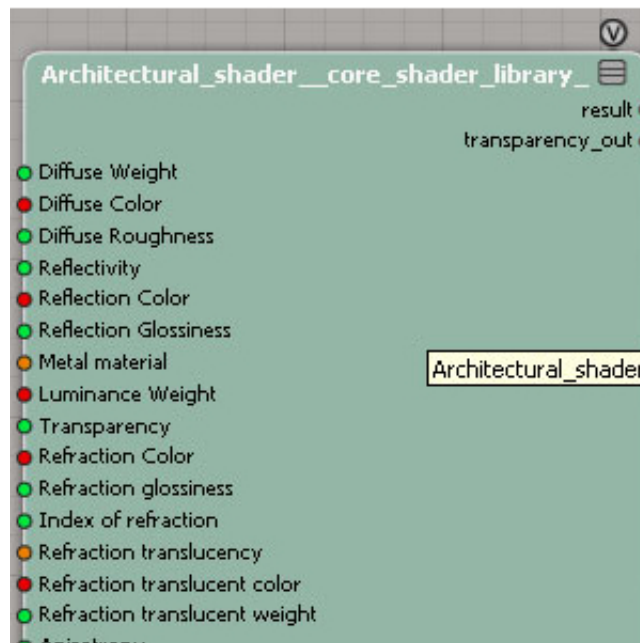 V
Architectural_shader__core_shader_library_
result
transparency_out
Diffuse Weight
Diffuse Color
Diffuse Roughness
Reflectivity
Reflection Color
Reflection Glossiness
Metal material
Architectural_shader
Luminance Weight
Transparency
Refraction Color
Refraction glossiness
Index of refraction
Refraction translucency
Refraction translucent color
Refraction translucent weight
Anisotropy